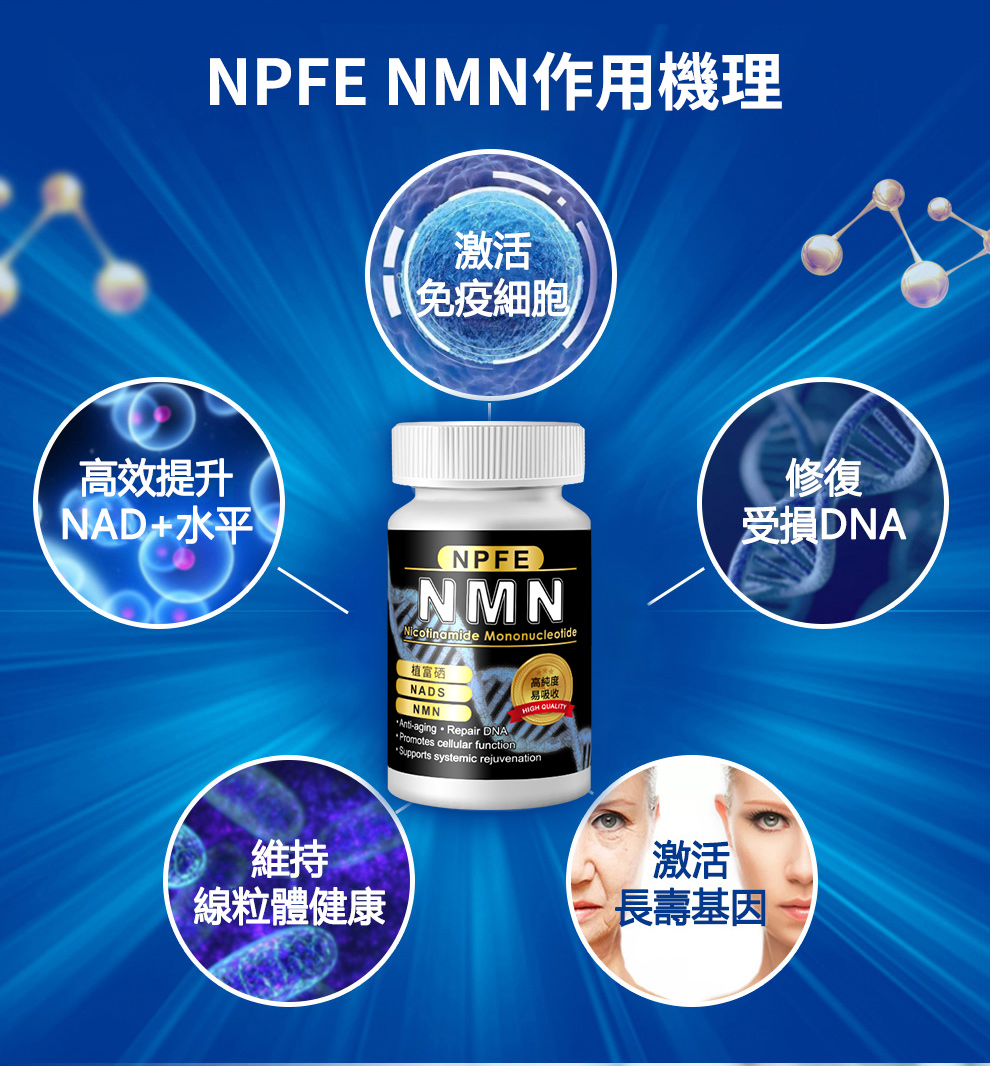 NPFE NMN作用機理
激活
免疫細胞
高效提升
NAD+水平
修復
受損DNA
NPFE
NMN
Nicotinamide Mononucleotide
植富硒
NADS
NMN
高純度
易吸收
HIGH QUALITY
•Anti-aging • Repair DNA
•Promotes cellular function
•Supports systemic rejuvenation
維持
線粒體健康
激活
長壽基因